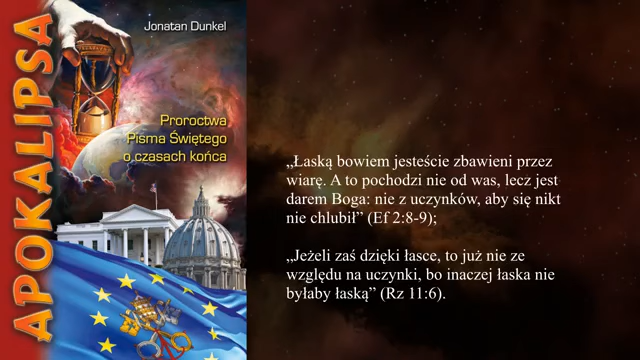 Jonatan Dunkel
APOKALIPSA
Proroctwa
Pisma Świętego
o czasach końca
„Łaską bowiem jesteście zbawieni przez
wiarę. A to pochodzi nie od was, lecz jest
darem Boga: nie z uczynków, aby się nikt
nie chlubił” (Ef 2:8-9);
„Jeżeli zaś dzięki łasce, to już nie ze
względu na uczynki, bo inaczej łaska nie
byłaby łaską” (Rz 11:6).